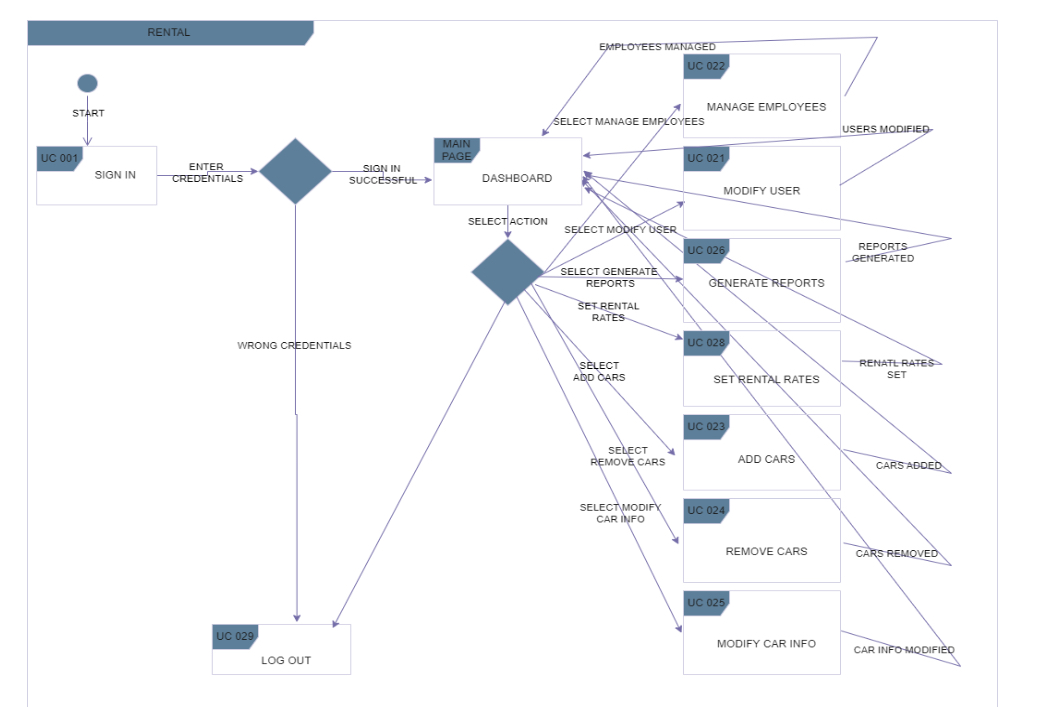 RENTAL
EMPLOYEES MANAGED
UC 022
MANAGE EMPLOYEES
START
SELECT MANAGE EMPLOYEES
USERS MODIFIED
UC 001
SIGN IN
ENTER
CREDENTIALS
SIGN IN
SUCCESSFUL
MAIN
PAGE
DASHBOARD
UC 021
MODIFY USER
SELECT ACTION
SELECT MODIFY USER
UC 026
GENERATE REPORTS
REPORTS
GENERATED
SELECT GENERATE
REPORTS
SET RENTAL
RATES
UC 028
SET RENTAL RATES
RENATL RATES
SET
WRONG CREDENTIALS
SELECT
ADD CARS
UC 023
ADD CARS
CARS ADDED
SELECT
REMOVE CARS
UC 024
REMOVE CARS
CARS REMOVED
SELECT MODIFY
CAR INFO
UC 025
MODIFY CAR INFO
CAR INFO MODIFIED
UC 029
LOG OUT